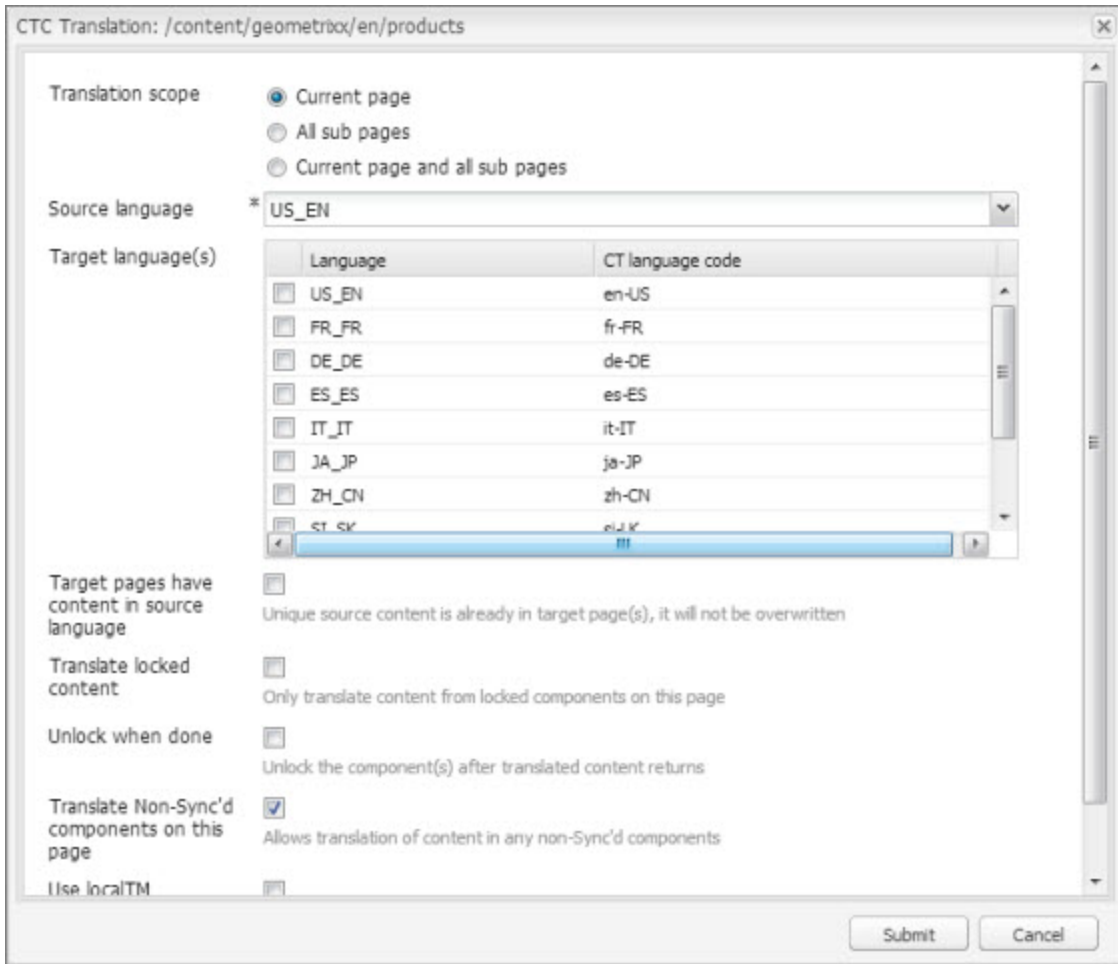 CTC Translation: /content/geometrixx/en/products
Translation scope
Current page
All sub pages
Current page and all sub pages
Source language * US_EN
Target language(s)
Language CT language code
US_EN en-US
FR_FR fr-FR
DE_DE de-DE
ES_ES es-ES
IT_IT it-IT
JA_JP ja-JP
ZH_CN zh-CN
SI_SK si-LK
Target pages have
content in source
language
Unique source content is already in target page(s), it will not be overwritten
Translate locked
content
Only translate content from locked components on this page
Unlock when done
Unlock the component(s) after translated content returns
Translate Non-Sync'd
components on this
page
Allows translation of content in any non-Sync'd components
Use localTM
Submit Cancel